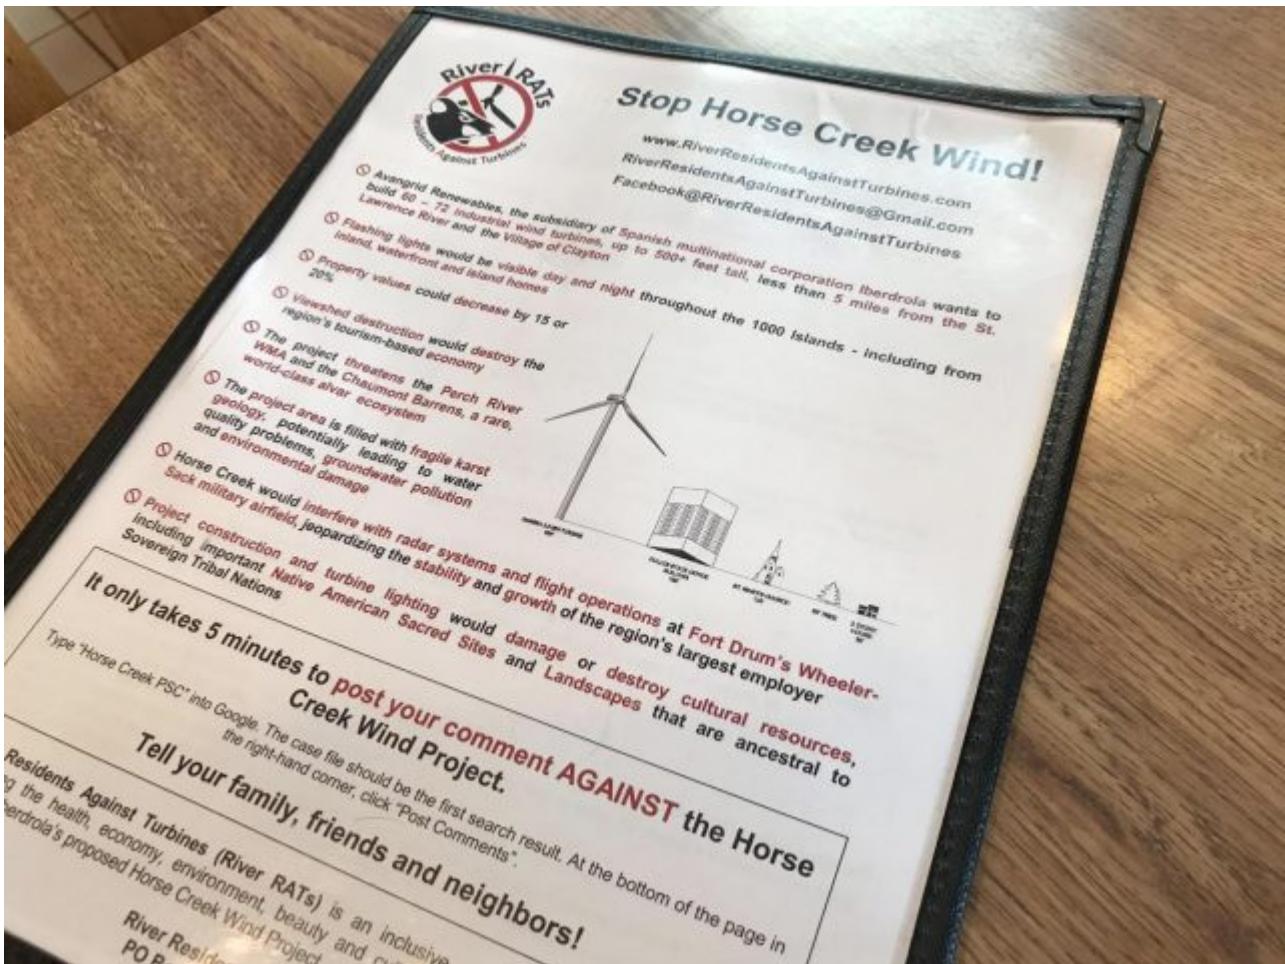 River RATs
Residents Against Turbines
Stop Horse Creek Wind!
www.RiverResidentsAgainstTurbines.com
RiverResidentsAgainstTurbines@Gmail.com
Facebook@RiverResidentsAgainstTurbines
Avangrid Renewables, the subsidiary of Spanish multinational corporation Iberdrola wants to
build 60 – 72 industrial wind turbines, up to 500+ feet tall, less than 5 miles from the St.
Lawrence River and the Village of Clayton
Flashing lights would be visible day and night throughout the 1000 Islands - including from
inland, waterfront and island homes
Property values could decrease by 15 or
20%
Viewshed destruction would destroy the
region's tourism-based economy
The project threatens the Perch River
WMA and the Chaumont Barrens, a rare,
world-class alvar ecosystem
The project area is filled with fragile karst
geology, potentially leading to water
quality problems, groundwater pollution
and environmental damage
Horse Creek would interfere with radar systems and flight operations at Fort Drum's Wheeler-
Sack military airfield, jeopardizing the stability and growth of the region's largest employer
Project construction and turbine lighting would damage or destroy cultural resources,
including important Native American Sacred Sites and Landscapes that are ancestral to
Sovereign Tribal Nations
It only takes 5 minutes to post your comment AGAINST the Horse
Creek Wind Project.
Type "Horse Creek PSC" into Google. The case file should be the first search result. At the bottom of the page in
the right-hand corner, click "Post Comments".
Tell your family, friends and neighbors!
Residents Against Turbines (River RATs) is an inclusive
the health, economy, environment, beauty and
proposed Horse Creek Wind Project
River
PO